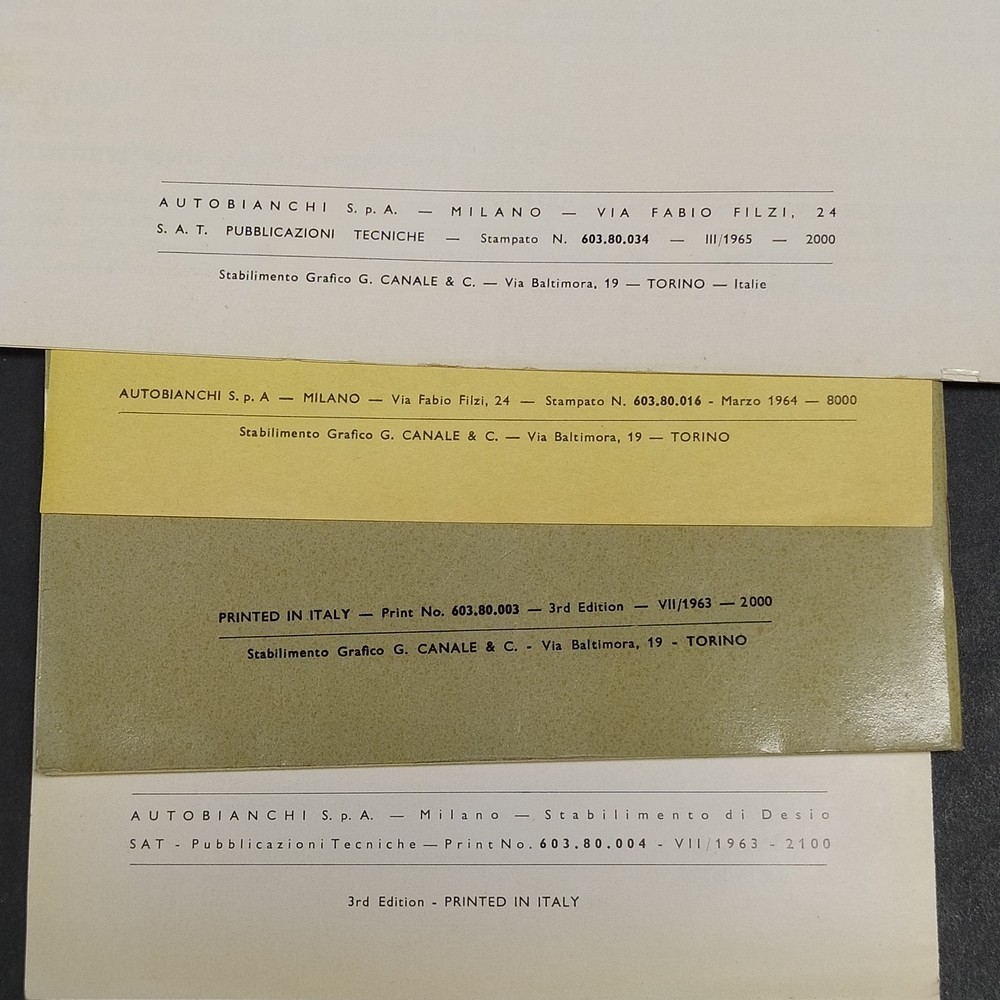 AUTOBIANCHI S. p. A. — MILANO — VIA FABIO FILZI, 24
S. A. T. PUBBLICAZIONI TECNICHE — Stampato N. 603.80.034 — III/1965 — 2000
Stabilimento Grafico G. CANALE & C. — Via Baltimora, 19 — TORINO — Italie
AUTOBIANCHI S. p. A — MILANO — Via Fabio Filzi, 24 — Stampato N. 603.80.016 - Marzo 1964 — 8000
Stabilimento Grafico G. CANALE & C. — Via Baltimora, 19 — TORINO
PRINTED IN ITALY — Print No. 603.80.003 — 3rd Edition — VII/1963 — 2000
Stabilimento Grafico G. CANALE & C. - Via Baltimora, 19 - TORINO
AUTOBIANCHI S. p. A. — Milano — Stabilimento di Desio
SAT - Pubblicazioni Tecniche — Print No. 603.80.004 - VII/1963 - 2100
3rd Edition - PRINTED IN ITALY